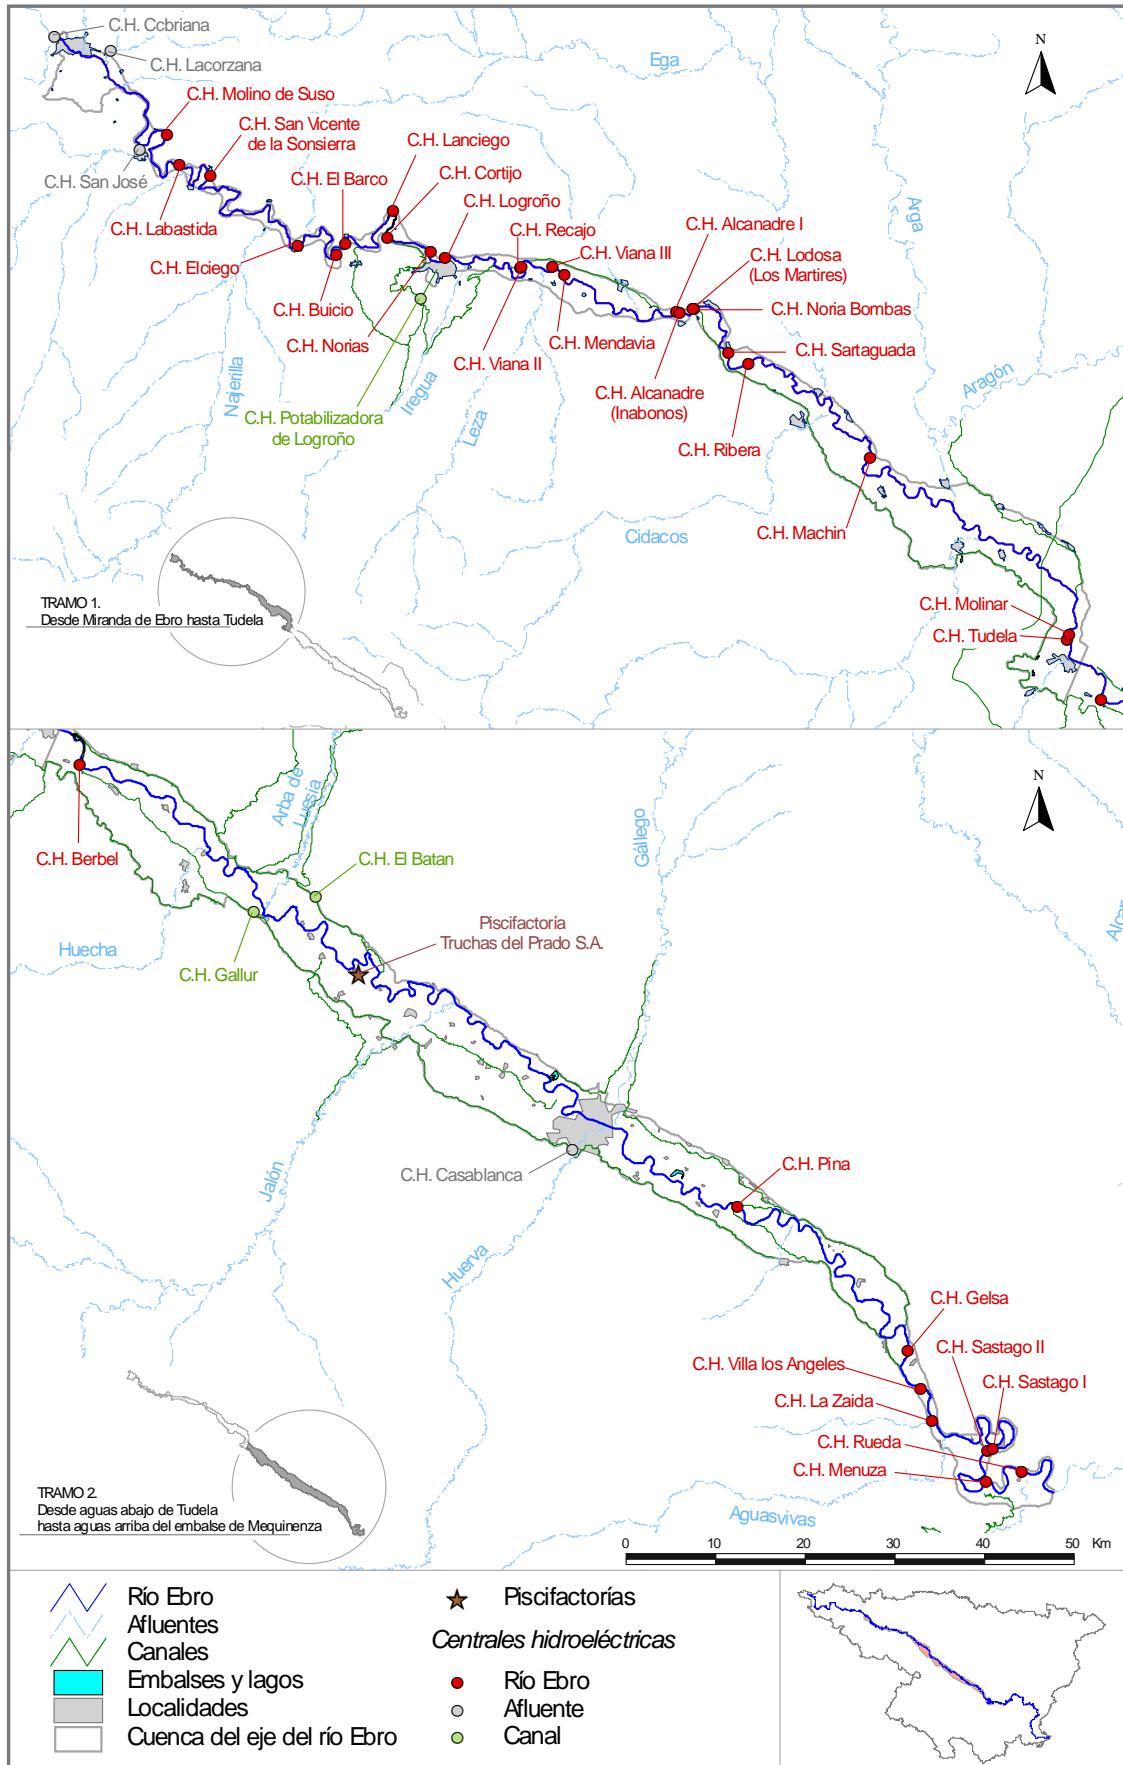 C.H. Ccbriana
C.H. Lacorzana
Ega
N
C.H. Molino de Suso
C.H. San Vicente
de la Sonsierra
C.H. Lanciego
C.H. El Barco
C.H. Cortijo
C.H. San José
C.H. Logroño
Arga
C.H. Labastida
C.H. Recajo
C.H. Alcanadre I
C.H. Viana III
C.H. Lodosa
(Los Martires)
C.H. Elciego
C.H. Buicio
C.H. Noria Bombas
C.H. Norias
C.H. Mendavia
C.H. Sartaguada
C.H. Viana II
Najerilla
Iregua
Leza
Aragón
C.H. Alcanadre
(Inabonos)
C.H. Potabilizadora
de Logroño
C.H. Ribera
C.H. Machin
Cidacos
TRAMO 1.
Desde Miranda de Ebro hasta Tudela
C.H. Molinar
C.H. Tudela
Arba de
Luesia
N
Gállego
C.H. Berbel
C.H. El Batan
Piscifactoría
Truchas del Prado S.A.
Huecha
C.H. Gallur
Alcan
Jalón
C.H. Casablanca
C.H. Pina
Huerva
C.H. Gelsa
C.H. Sastago II
C.H. Villa los Angeles
C.H. Sastago I
C.H. La Zaida
C.H. Rueda
C.H. Menuza
TRAMO 2.
Desde aguas abajo de Tudela
hasta aguas arriba del embalse de Mequinenza
Aguasvivas
0 10 20 30 40 50 Km
Río Ebro
Afluentes
Canales
Embalses y lagos
Localidades
Cuenca del eje del río Ebro
Piscifactorías
Centrales hidroeléctricas
Río Ebro
Afluente
Canal